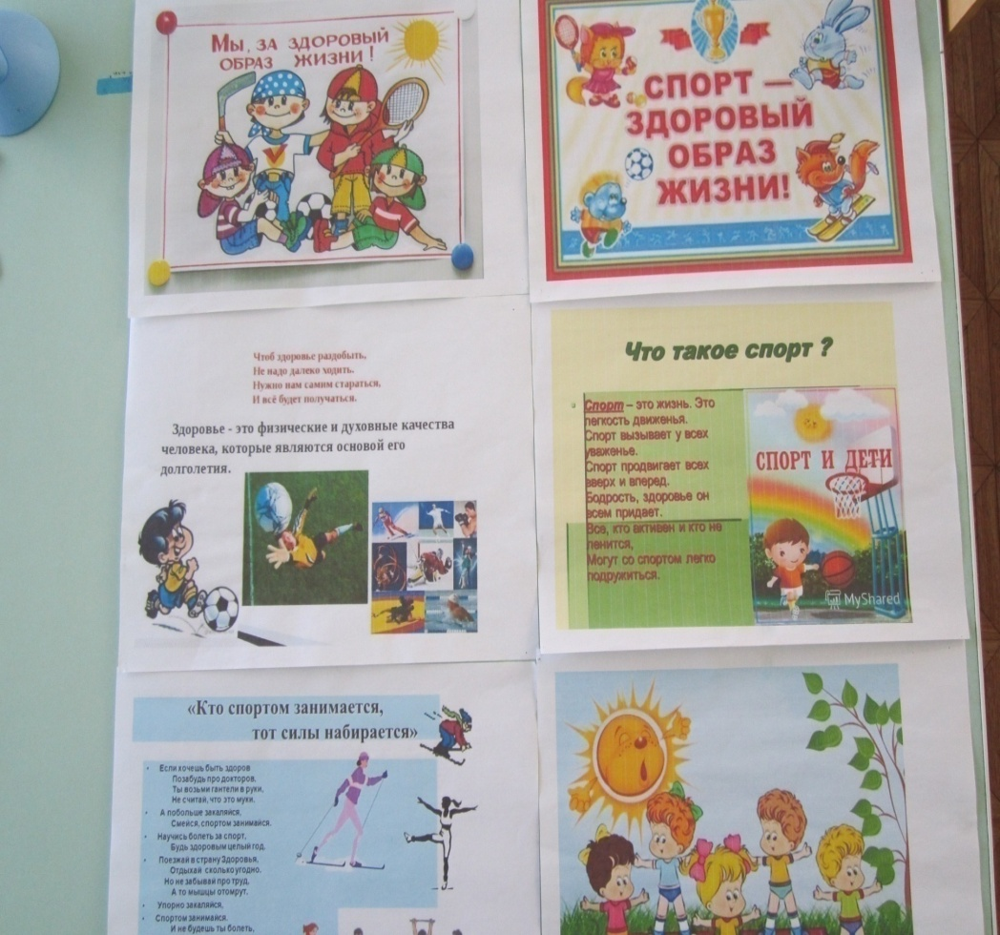 Мы, за здоровый
образ жизни!
СПОРТ —
ЗДОРОВЫЙ
ОБРАЗ
ЖИЗНИ!
Чтоб здоровье раздобыть,
Не надо далеко ходить.
Нужно нам самим стараться,
И всё будет получаться.
Здоровье - это физические и духовные качества
человека, которые являются основой его
долголетия.
Что такое спорт ?
Спорт – это жизнь. Это
легкость движенья.
Спорт вызывает у всех
уваженье.
Спорт продвигает всех
вверх и вперед.
Бодрость, здоровье он
всем придает.
Все, кто активен и кто не
ленится,
Могут со спортом легко
подружиться.
СПОРТ И ДЕТИ
MyShared
«Кто спортом занимается,
тот силы набирается»
Если хочешь быть здоров
Позабудь про докторов,
Ты возьми гантели в руки,
Не считай, что это муки.
А побольше закаляйся,
Смейся, спортом занимайся.
Научись болеть за спорт,
Будь здоровым целый год.
Поезжай в страну Здоровья,
Отдыхай сколько угодно.
Но не забывай про труд,
А то мышцы отомрут.
Упорно закаляйся,
Спортом занимайся.
И не будешь ты болеть,